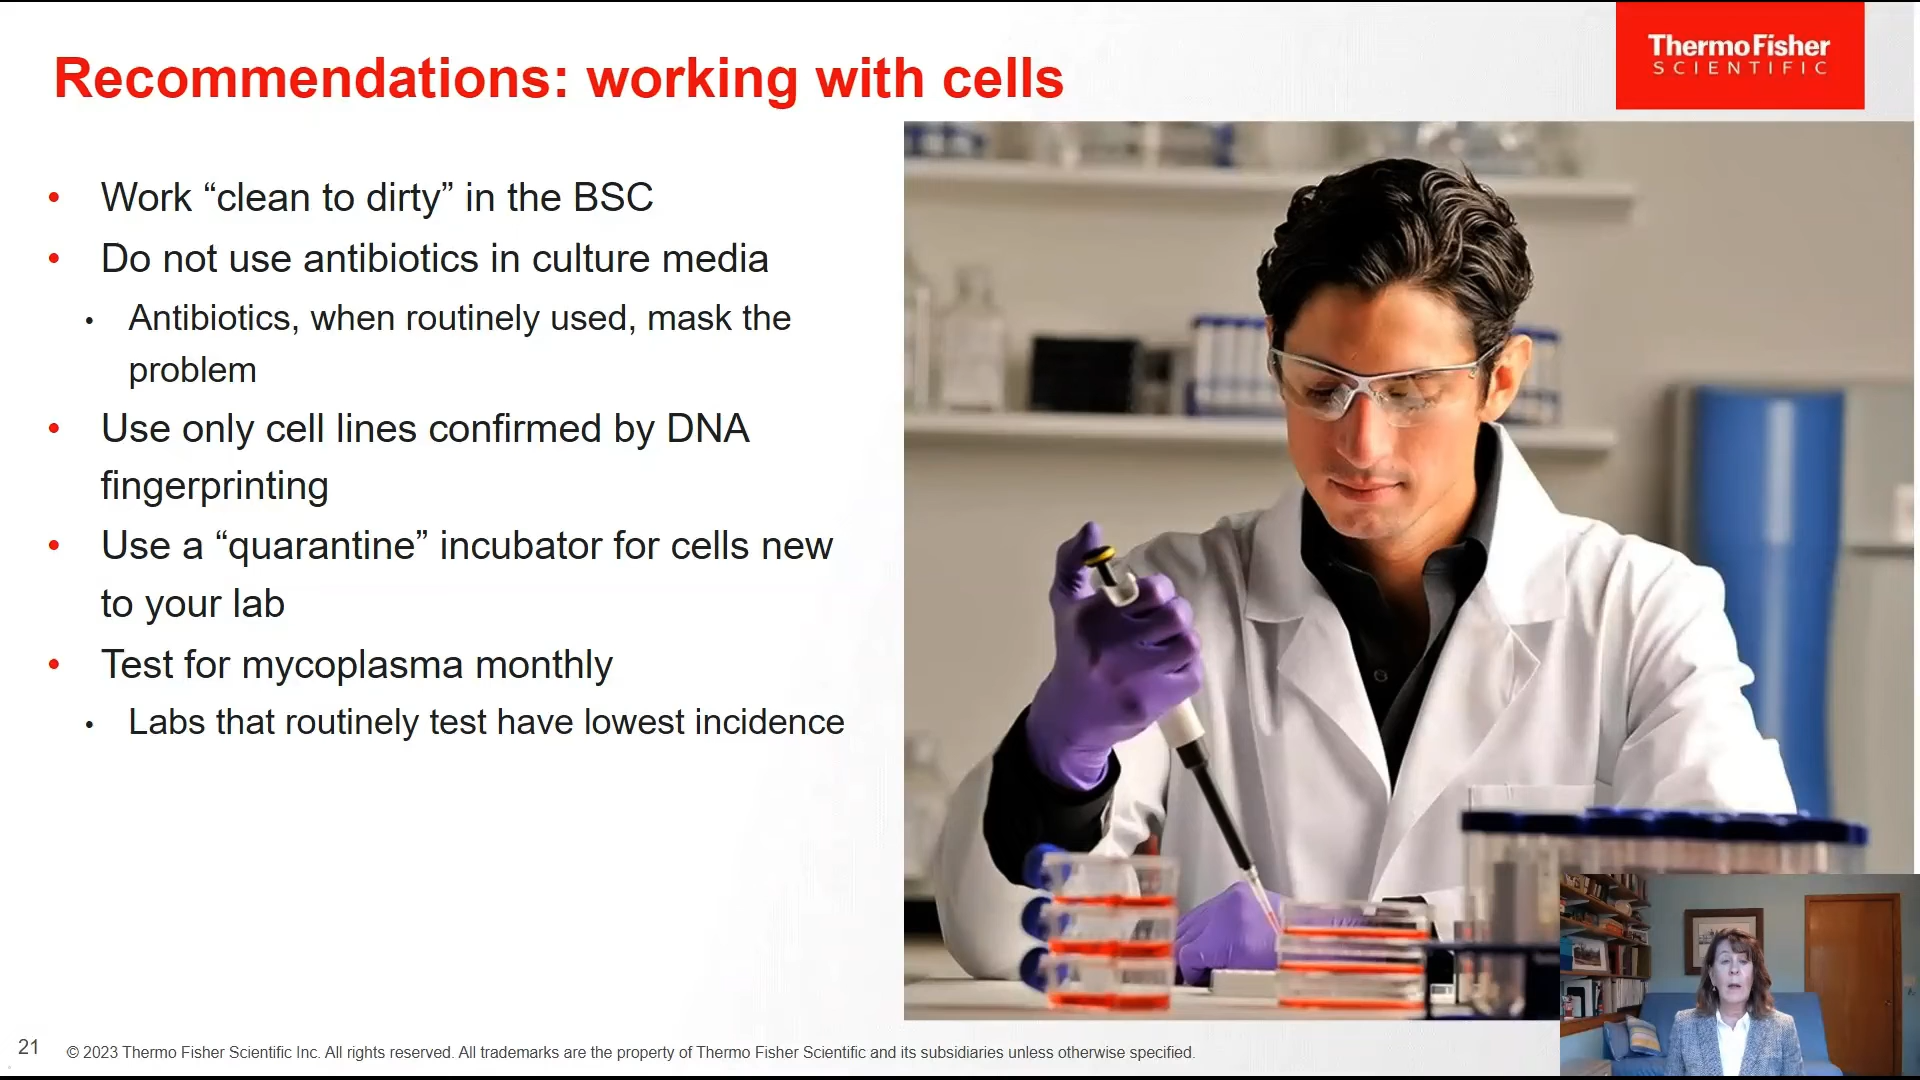 Recommendations: working with cells
ThermoFisher
SCIENTIFIC
• Work “clean to dirty” in the BSC
• Do not use antibiotics in culture media
• Antibiotics, when routinely used, mask the
problem
• Use only cell lines confirmed by DNA
fingerprinting
• Use a “quarantine” incubator for cells new
to your lab
• Test for mycoplasma monthly
• Labs that routinely test have lowest incidence
21
© 2023 Thermo Fisher Scientific Inc. All rights reserved. All trademarks are the property of Thermo Fisher Scientific and its subsidiaries unless otherwise specified.